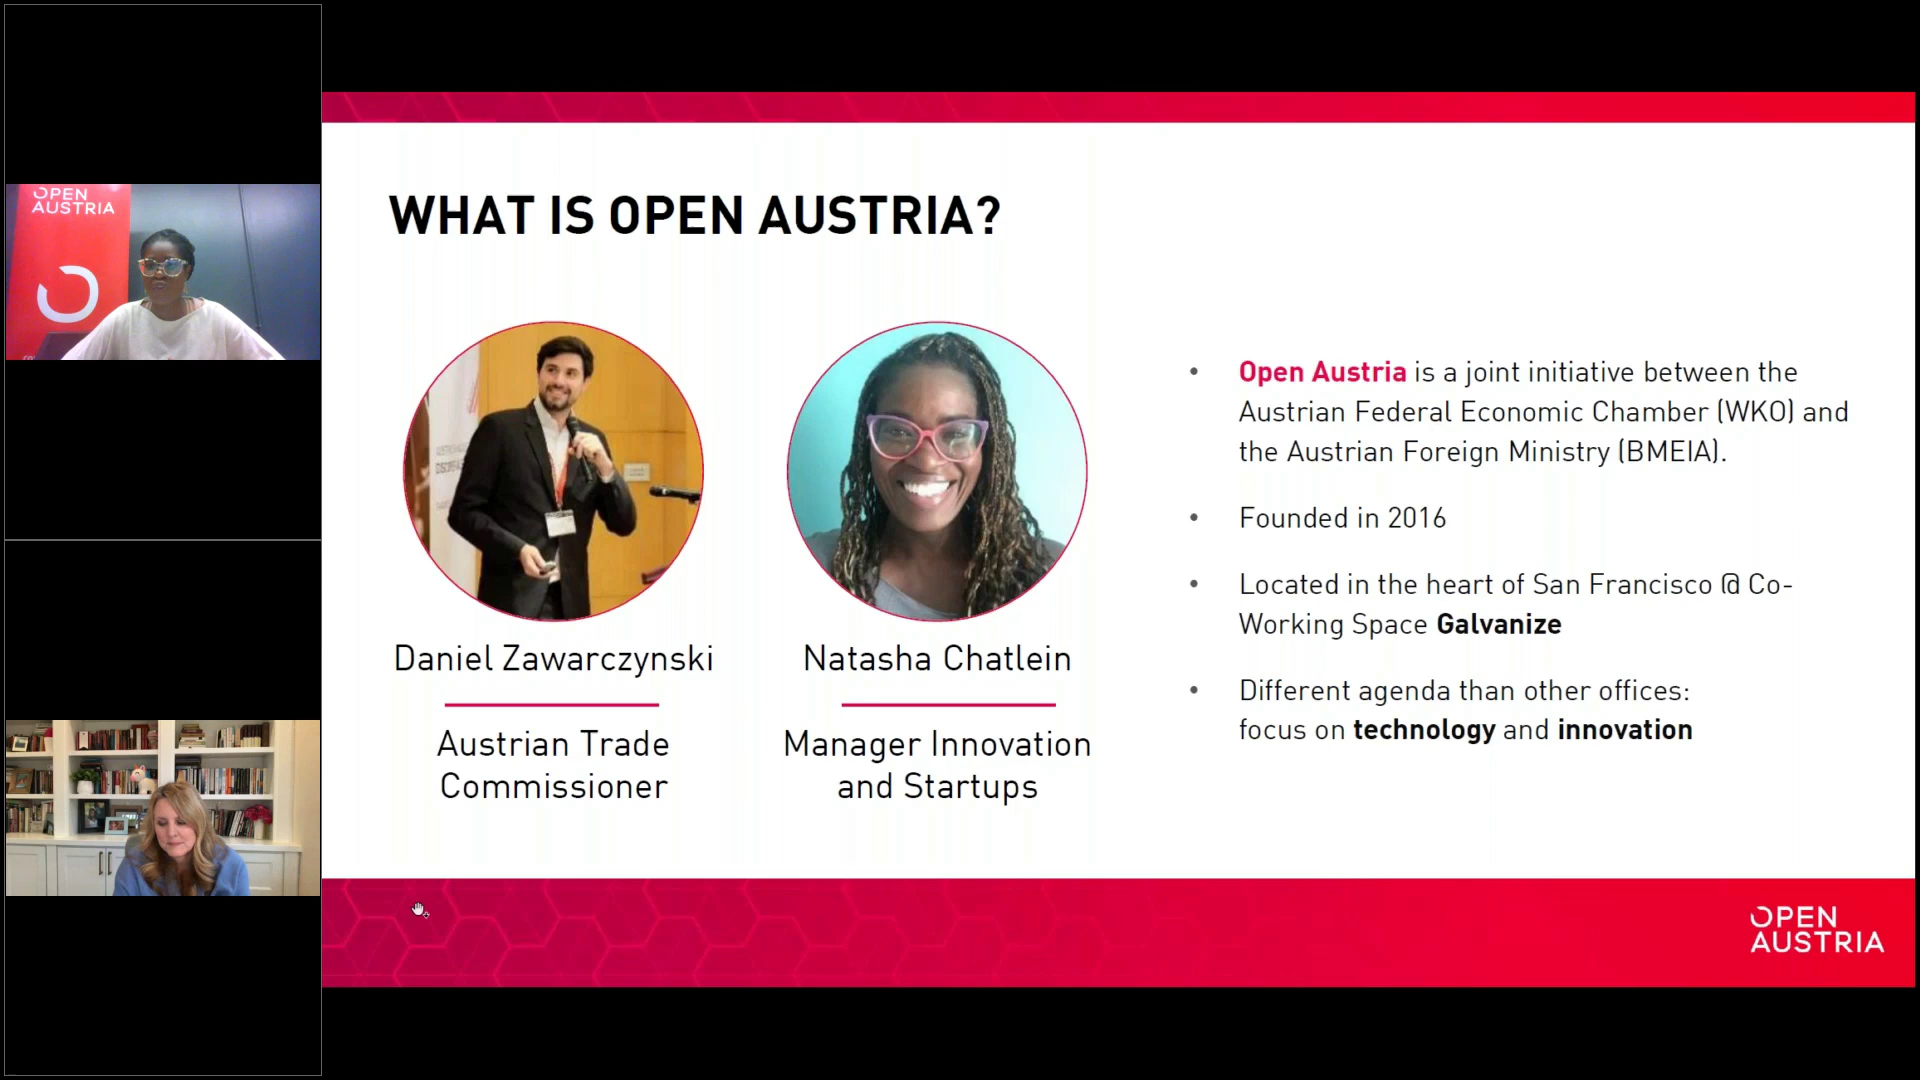 OPEN
AUSTRIA
WHAT IS OPEN AUSTRIA?
Daniel Zawarczynski
Austrian Trade
Commissioner
Natasha Chatlein
Manager Innovation
and Startups
• Open Austria is a joint initiative between the
Austrian Federal Economic Chamber (WKO) and
the Austrian Foreign Ministry (BMEIA).
• Founded in 2016
• Located in the heart of San Francisco @ Co-
Working Space Galvanize
• Different agenda than other offices:
focus on technology and innovation
OPEN
AUSTRIA